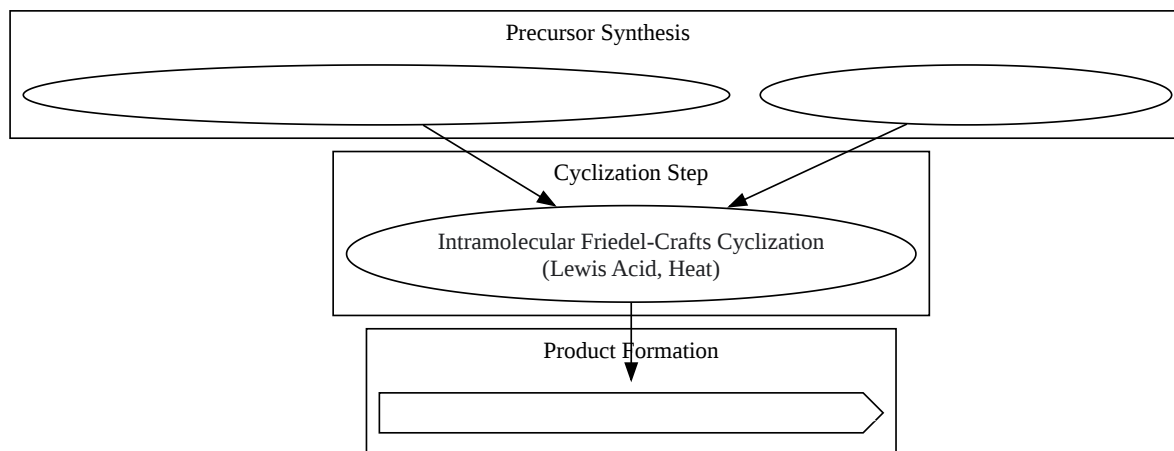 Precursor Synthesis
Cyclization Step
Intramolecular Friedel-Crafts Cyclization
(Lewis Acid, Heat)
Product Formation